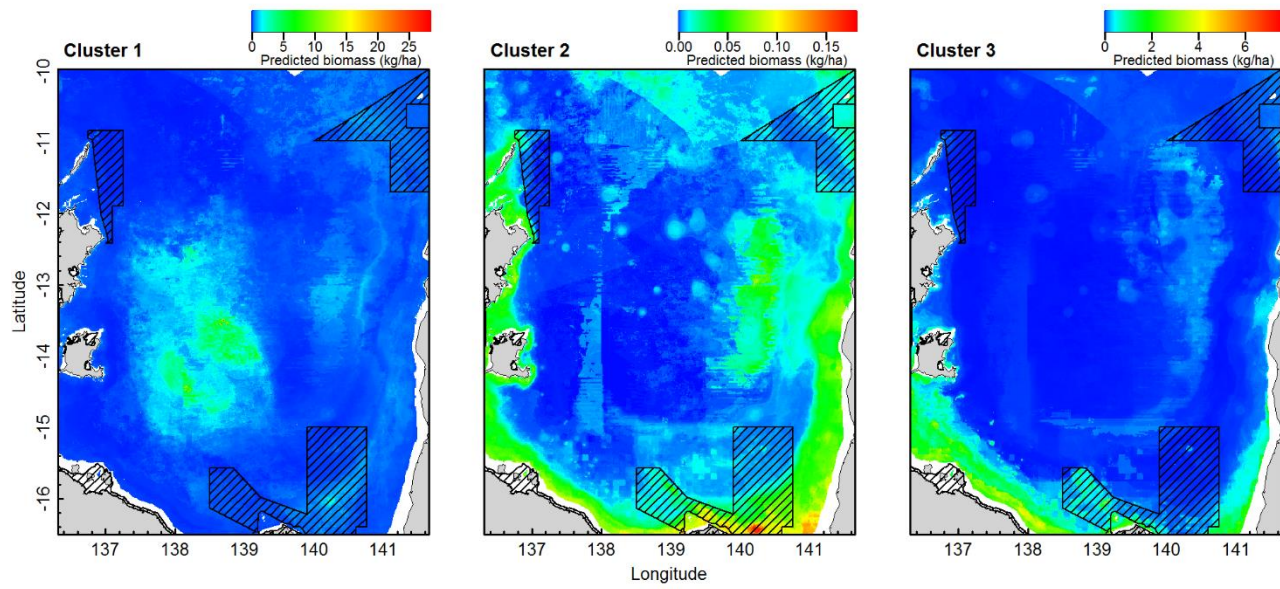 Cluster 1
0 5 10 15 20 25
Predicted biomass (kg/ha)
Cluster 2
0.00 0.05 0.10 0.15
Predicted biomass (kg/ha)
Cluster 3
0 2 4 6
Predicted biomass (kg/ha)
Latitude
-10
-11
-12
-13
-14
-15
-16
137 138 139 140 141
137 138 139 140 141
137 138 139 140 141
Longitude